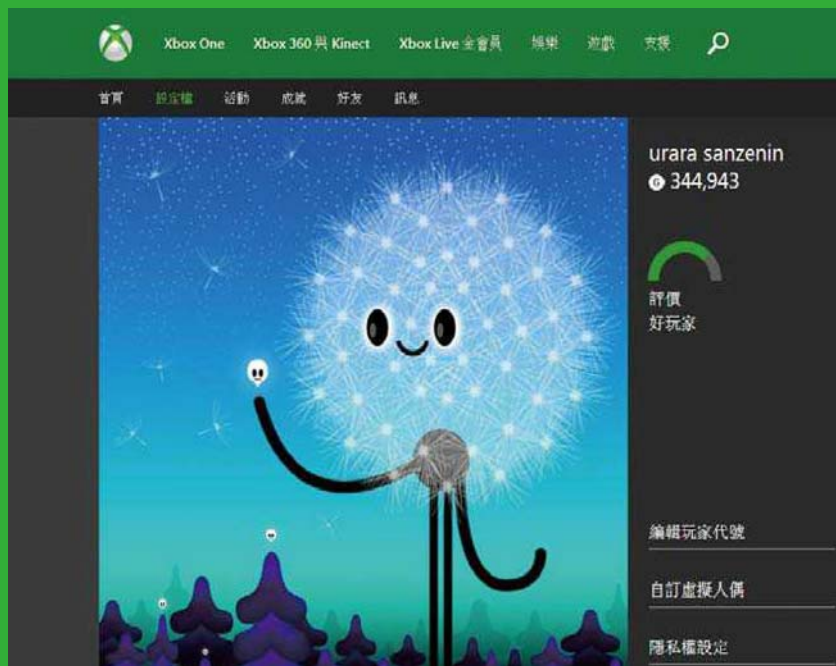 Xbox One Xbox 360 與 Kinect Xbox Live 金會員 娛樂 遊戲 支援
首頁 設定檔 活動 成就 好友 訊息
urara sanzenin
G 344,943
評價
好玩家
編輯玩家代號
自訂虛擬人偶
隱私權設定